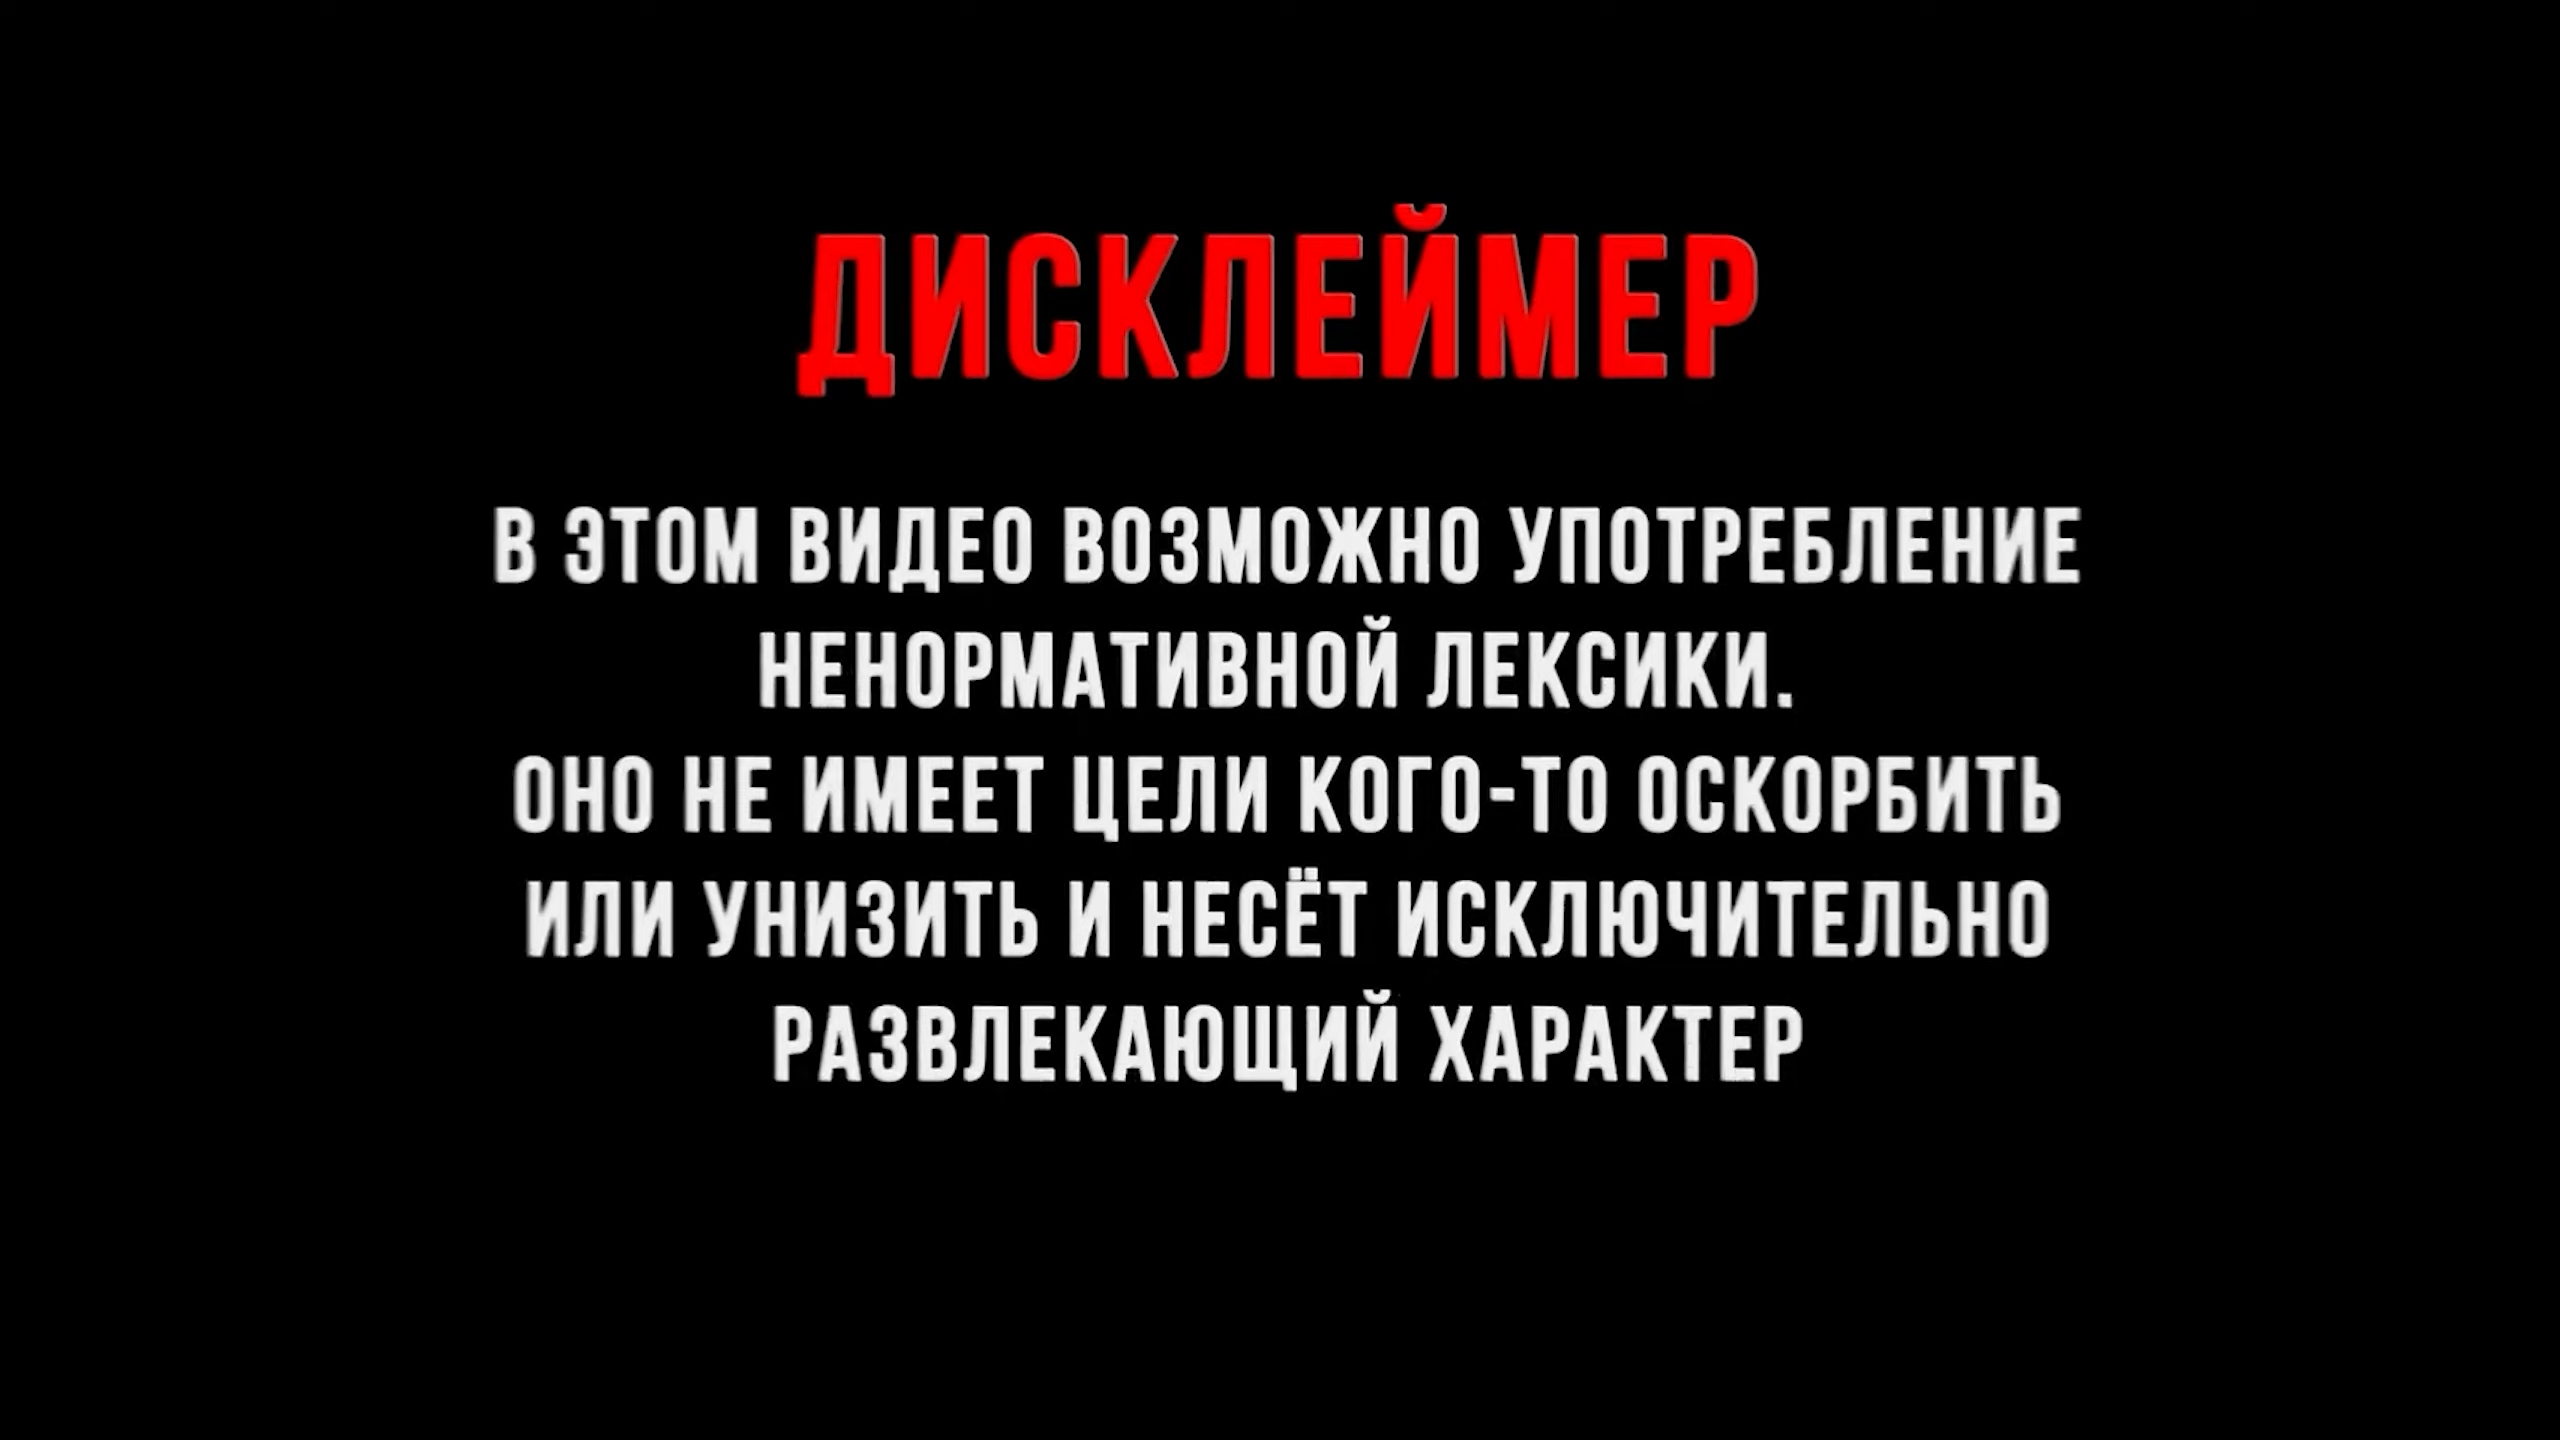 ДИСКЛЕЙМЕР
В ЭТОМ ВИДЕО ВОЗМОЖНО УПОТРЕБЛЕНИЕ
НЕНОРМАТИВНОЙ ЛЕКСИКИ.
ОНО НЕ ИМЕЕТ ЦЕЛИ КОГО-ТО ОСКОРБИТЬ
ИЛИ УНИЗИТЬ И НЕСЁТ ИСКЛЮЧИТЕЛЬНО
РАЗВЛЕКАЮЩИЙ ХАРАКТЕР